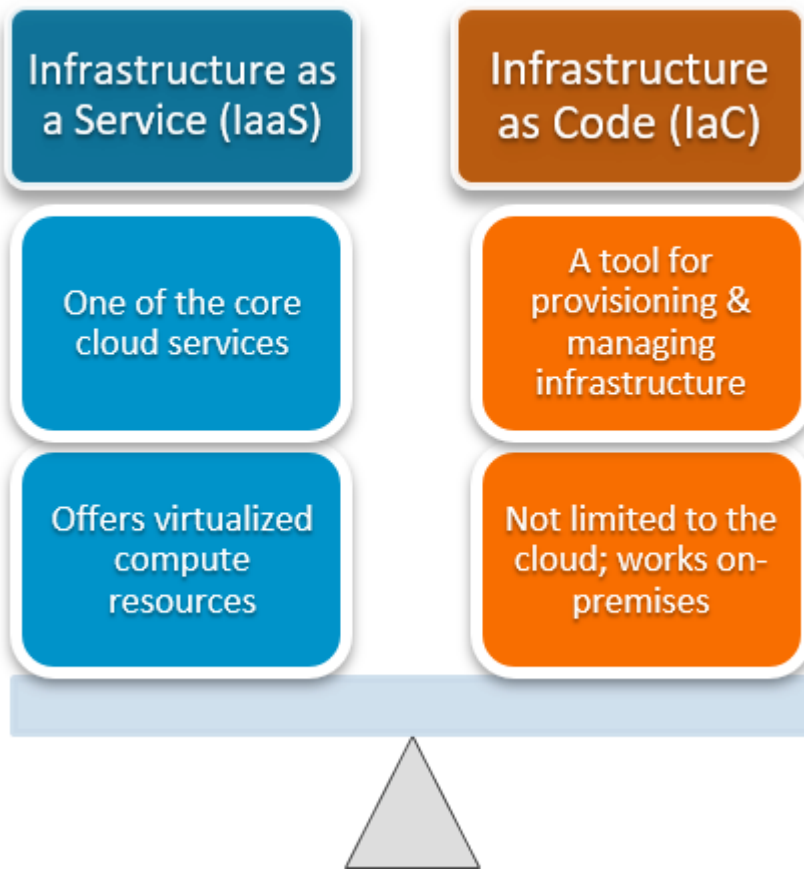 Infrastructure as
a Service (IaaS)
One of the core
cloud services
Offers virtualized
compute
resources
Infrastructure
as Code (IaC)
A tool for
provisioning &
managing
infrastructure
Not limited to the
cloud; works on-
premises